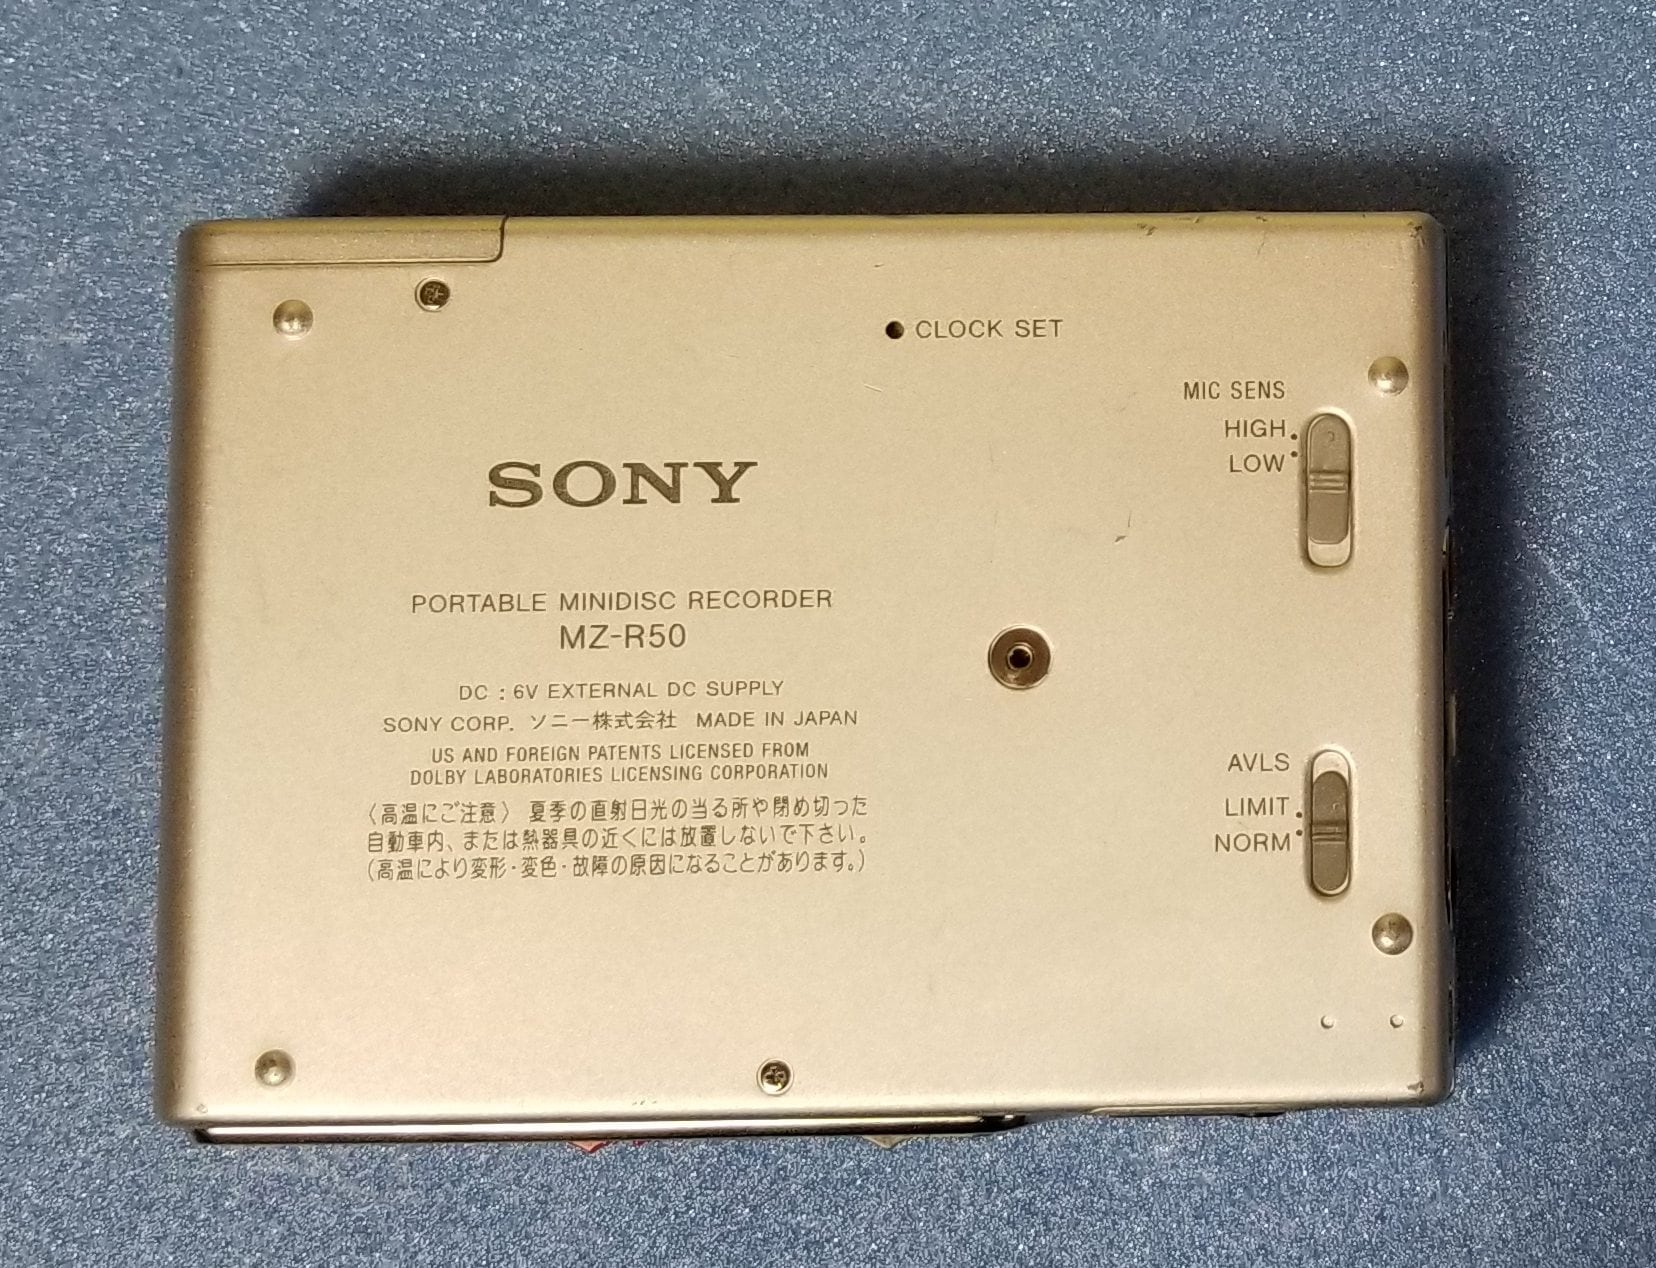 CLOCK SET
MIC SENS
HIGH
LOW
SONY
PORTABLE MINIDISC RECORDER
MZ-R50
DC : 6V EXTERNAL DC SUPPLY
SONY CORP. ソニー株式会社 MADE IN JAPAN
US AND FOREIGN PATENTS LICENSED FROM
DOLBY LABORATORIES LICENSING CORPORATION
〈高温にご注意〉 夏季の直射日光の当る所や閉め切った
自動車内、または熱器具の近くには放置しないで下さい。
(高温により変形・変色・故障の原因になることがあります。)
AVLS
LIMIT
NORM